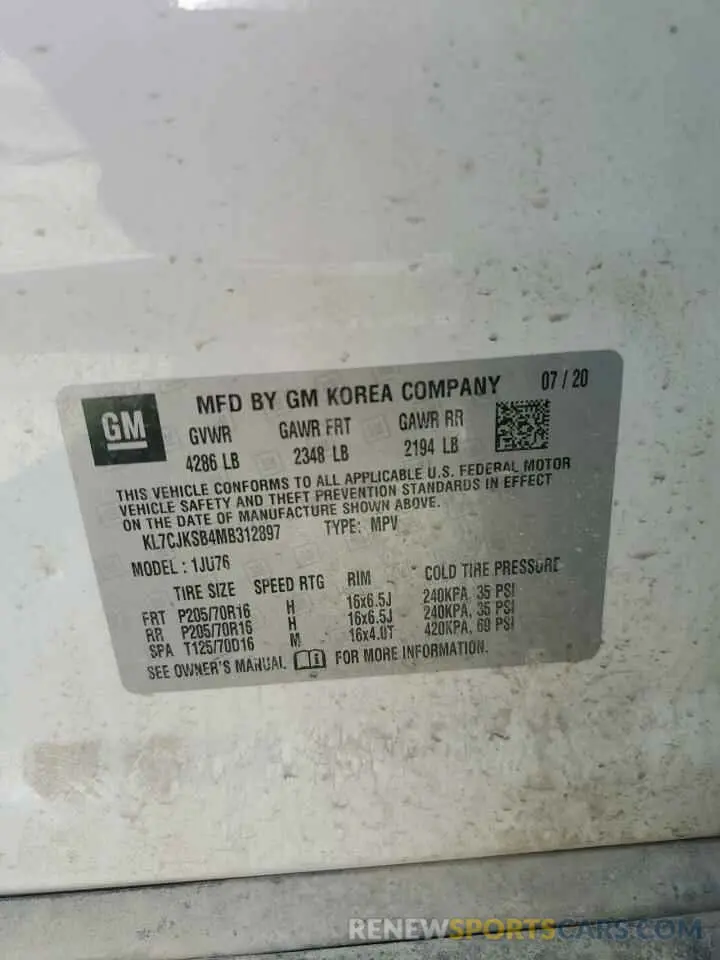 GM
MFD BY GM KOREA COMPANY 07/20
GVWR GAWR FRT GAWR RR
4286 LB 2348 LB 2194 LB
THIS VEHICLE CONFORMS TO ALL APPLICABLE U.S. FEDERAL MOTOR
VEHICLE SAFETY AND THEFT PREVENTION STANDARDS IN EFFECT
ON THE DATE OF MANUFACTURE SHOWN ABOVE.
KL7CJKSB4MB312897 TYPE: MPV
MODEL : 1JU76
TIRE SIZE SPEED RTG RIM COLD TIRE PRESSURE
FRT P205/70R16 H 16x6.5J 240KPA, 35 PSI
RR P205/70R16 H 16x6.5J 240KPA, 35 PSI
SPA T125/70D16 M 16x4.0T 420KPA, 60 PSI
SEE OWNER'S MANUAL FOR MORE INFORMATION.
RENEWSPORTSCARS.COM